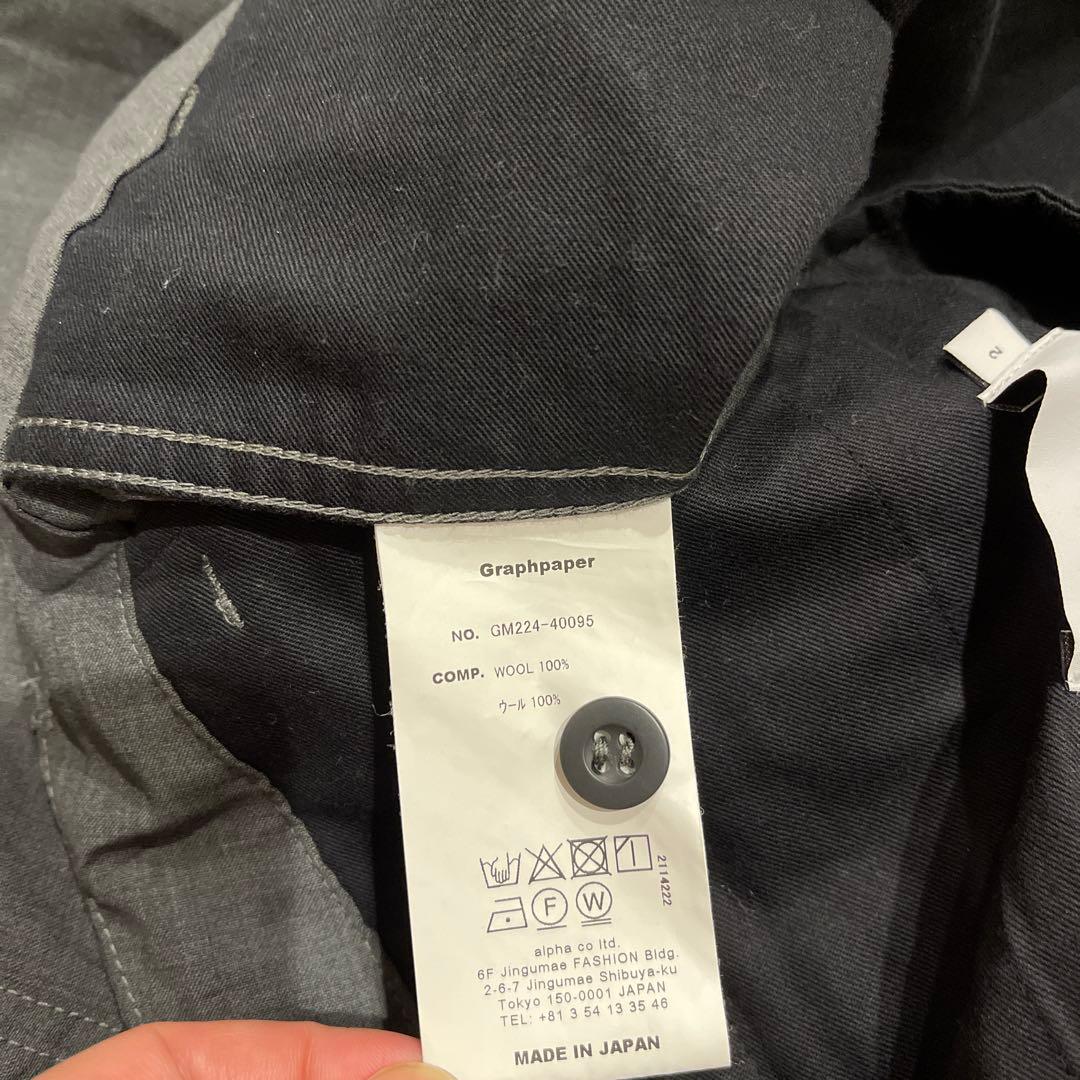 2
Graphpaper
NO. GM224-40095
COMP. WOOL 100%
ウール 100%
2114222
F W
alpha co ltd.
6F Jingumae FASHION Bldg.
2-6-7 Jingumae Shibuya-ku
Tokyo 150-0001 JAPAN
TEL: +81 3 54 13 35 46
MADE IN JAPAN